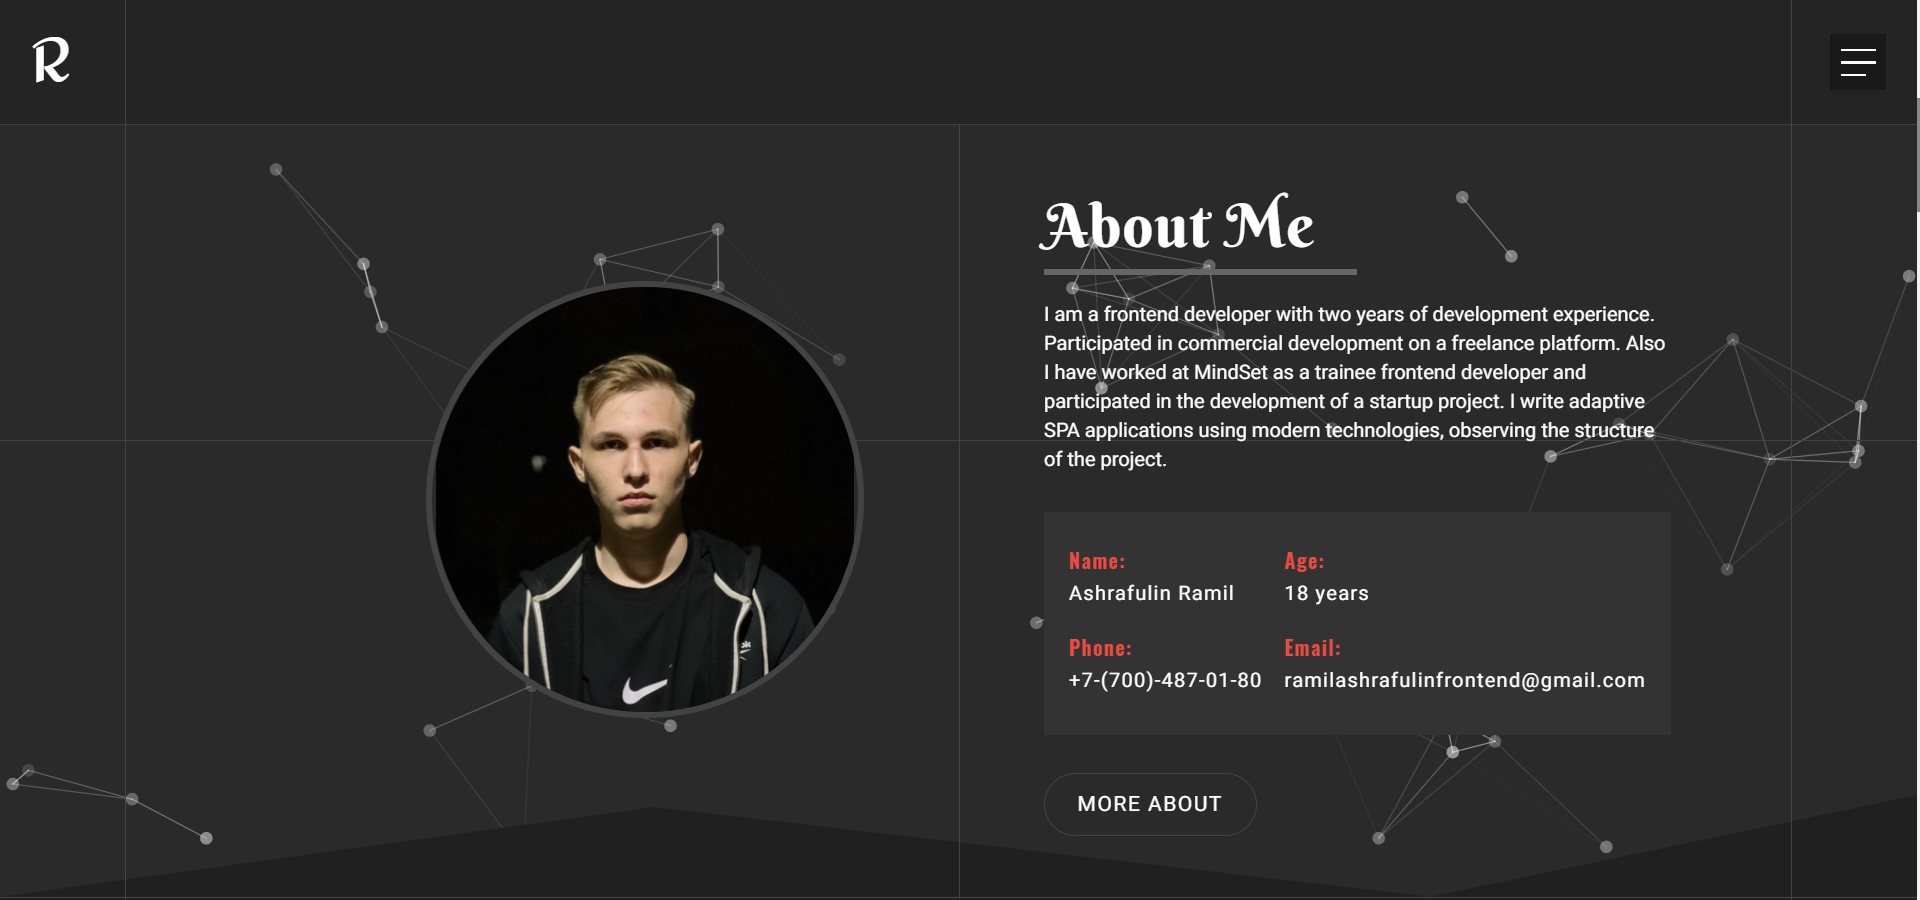 R
About Me
I am a frontend developer with two years of development experience.
Participated in commercial development on a freelance platform. Also
I have worked at MindSet as a trainee frontend developer and
participated in the development of a startup project. I write adaptive
SPA applications using modern technologies, observing the structure
of the project.
Name:
Ashrafulin Ramil
Age:
18 years
Phone:
+7-(700)-487-01-80
Email:
ramilashrafulinfrontend@gmail.com
MORE ABOUT